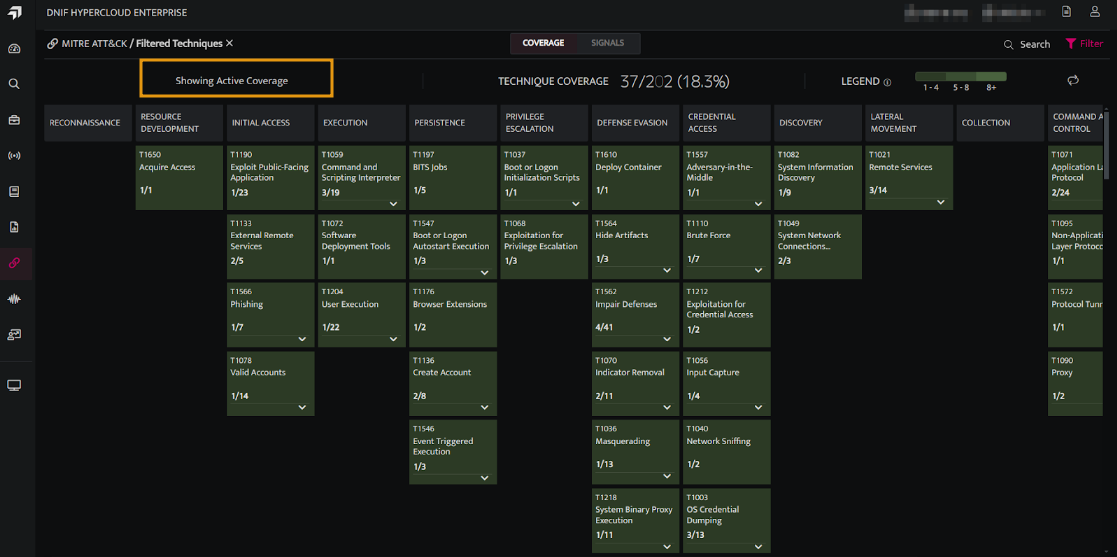 DNIF HYPERCLOUD ENTERPRISE
MITRE ATT&CK / Filtered Techniques ✕
COVERAGE
SIGNALS
Search
Filter
Showing Active Coverage
TECHNIQUE COVERAGE 37/202 (18.3%)
LEGEND
1 - 4
5 - 8
8+
RECONNAISSANCE
RESOURCE
DEVELOPMENT
INITIAL ACCESS
EXECUTION
PERSISTENCE
PRIVILEGE
ESCALATION
DEFENSE EVASION
CREDENTIAL
ACCESS
DISCOVERY
LATERAL
MOVEMENT
COLLECTION
COMMAND A
CONTROL
T1650
Acquire Access
1/1
T1190
Exploit Public-Facing
Application
1/23
T1059
Command and
Scripting Interpreter
3/19
T1197
BITS Jobs
1/5
T1037
Boot or Logon
Initialization Scripts
1/1
T1610
Deploy Container
1/1
T1557
Adversary-in-the-
Middle
1/1
T1082
System Information
Discovery
1/9
T1021
Remote Services
3/14
T1071
Application La
Protocol
2/24
T1133
External Remote
Services
2/5
T1072
Software
Deployment Tools
1/1
T1547
Boot or Logon
Autostart Execution
1/3
T1068
Exploitation for
Privilege Escalation
1/3
T1564
Hide Artifacts
1/3
T1110
Brute Force
1/7
T1049
System Network
Connections...
2/3
T1095
Non-Applicati
Layer Protoco
1/1
T1566
Phishing
1/7
T1204
User Execution
1/22
T1176
Browser Extensions
1/2
T1562
Impair Defenses
4/41
T1212
Exploitation for
Credential Access
1/2
T1572
Protocol Tunn
1/1
T1078
Valid Accounts
1/14
T1136
Create Account
2/8
T1070
Indicator Removal
2/11
T1056
Input Capture
1/4
T1090
Proxy
1/2
T1546
Event Triggered
Execution
1/3
T1036
Masquerading
1/13
T1040
Network Sniffing
1/2
T1218
System Binary Proxy
Execution
1/11
T1003
OS Credential
Dumping
3/13